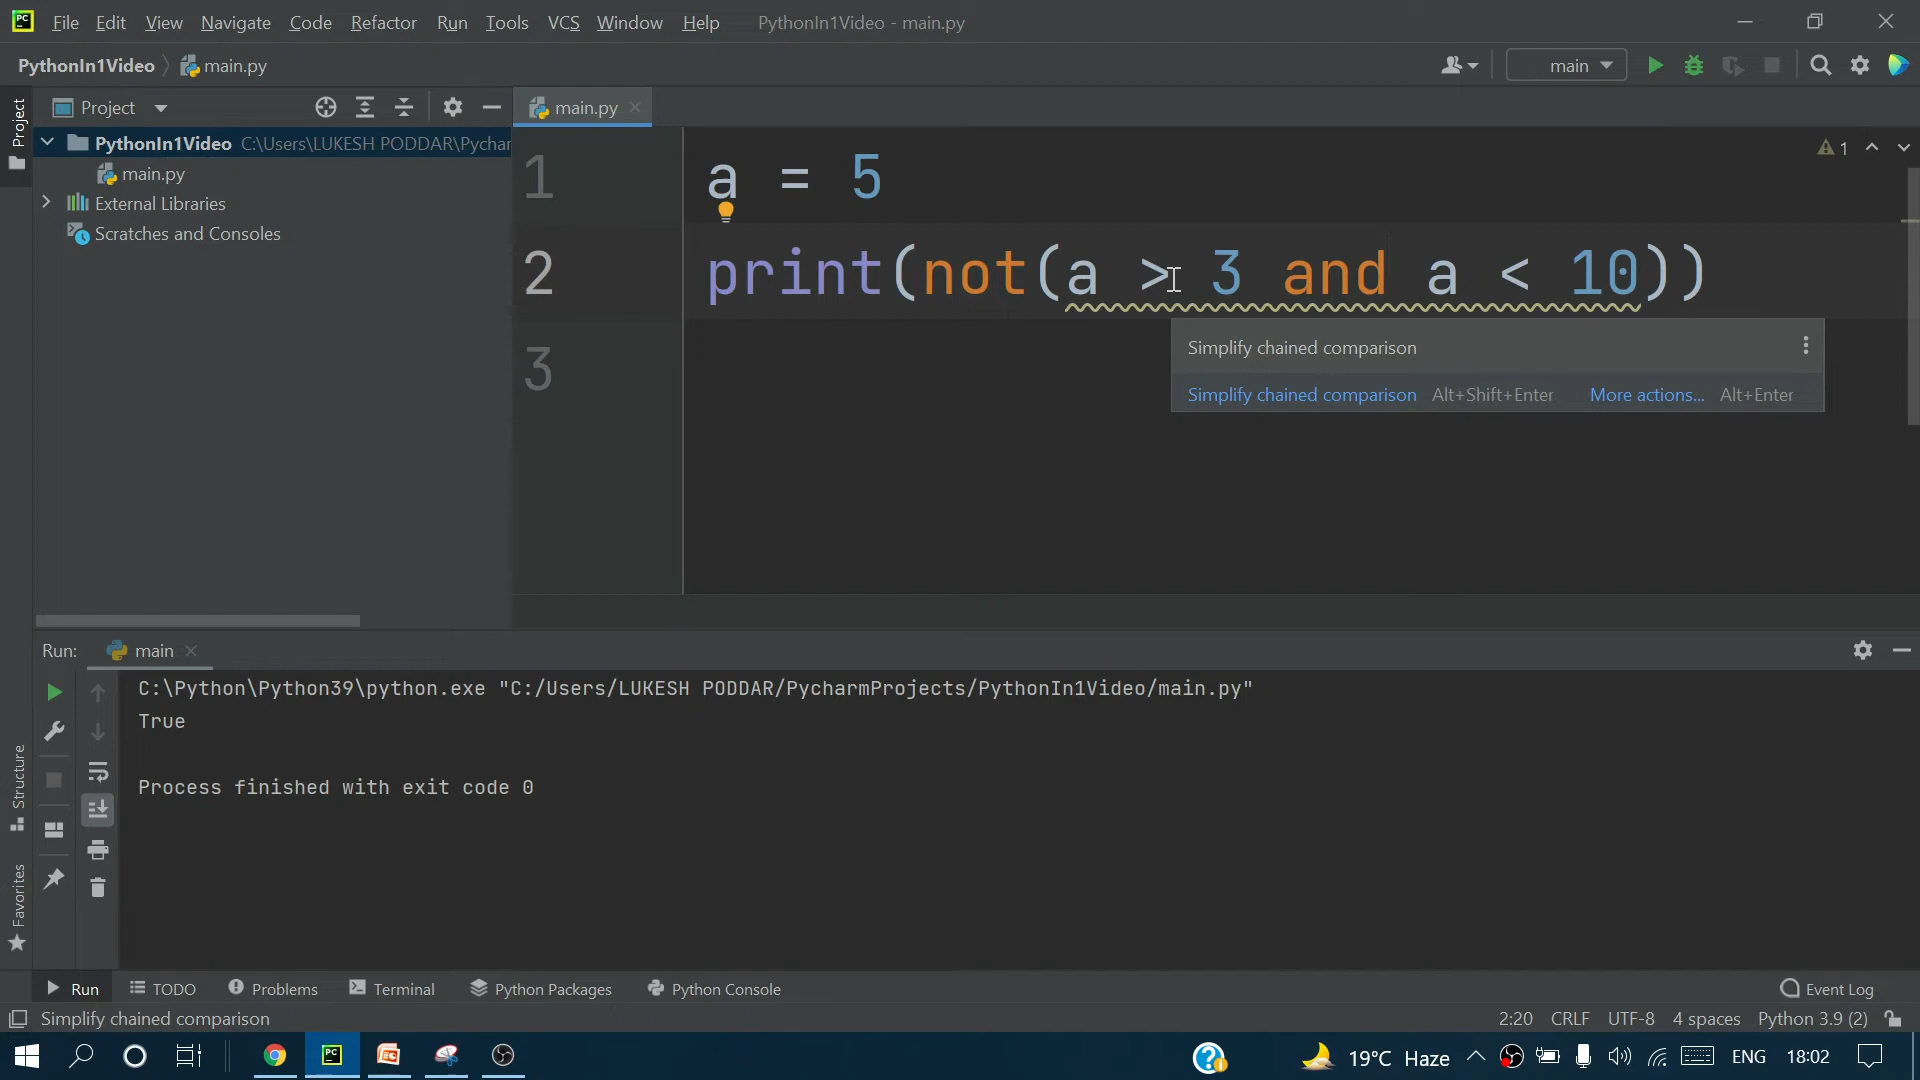 PC File Edit View Navigate Code Refactor Run Tools VCS Window Help PythonIn1Video - main.py
PythonIn1Video main.py main
Project
Project main.py
PythonIn1Video C:\Users\LUKESH PODDAR\Pychar
main.py
External Libraries
Scratches and Consoles
1
1 a = 5
2 print(not(a > 3 and a < 10))
3
Simplify chained comparison
Simplify chained comparison Alt+Shift+Enter More actions... Alt+Enter
Run: main
C:\Python\Python39\python.exe "C:/Users/LUKESH PODDAR/PycharmProjects/PythonIn1Video/main.py"
True
Process finished with exit code 0
Structure
Favorites
Run TODO Problems Terminal Python Packages Python Console Event Log
Simplify chained comparison 2:20 CRLF UTF-8 4 spaces Python 3.9 (2)
PC 19°C Haze ENG 18:02